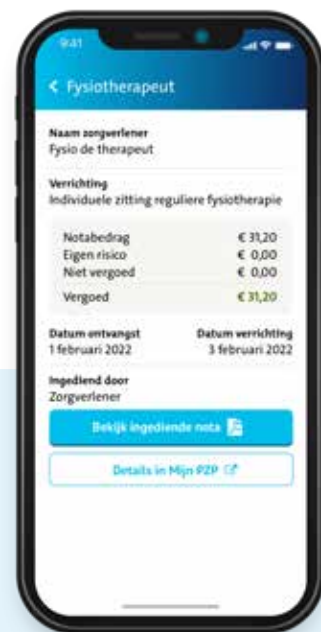 9:41
Fysiotherapeut
Naam zorgverlener
Fysio de therapeut
Verrichting
Individuele zitting reguliere fysiotherapie
Notabedrag € 31,20
Eigen risico € 0,00
Niet vergoed € 0,00
Vergoed € 31,20
Datum ontvangst Datum verrichting
1 februari 2022 3 februari 2022
Ingediend door
Zorgverlener
Bekijk ingediende nota
Details in Mijn PZP